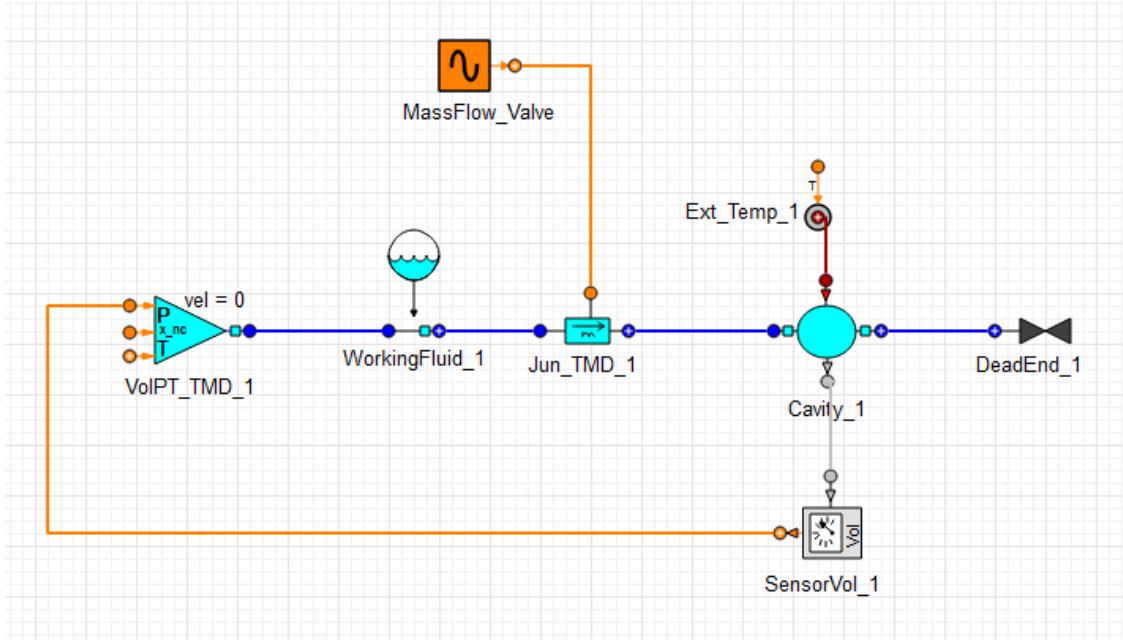 MassFlow_Valve
T
Ext_Temp_1
vel = 0
P
x_nc
T
VolPT_TMD_1
WorkingFluid_1
ṁ
Jun_TMD_1
DeadEnd_1
Cavity_1
Vol
SensorVol_1